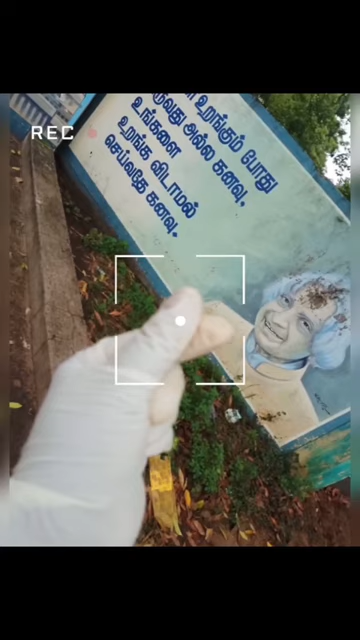 REC
உறங்கும் போது
வருவது அல்ல கனவு.
உங்களை
உறங்க விடாமல்
செய்வதே கனவு.